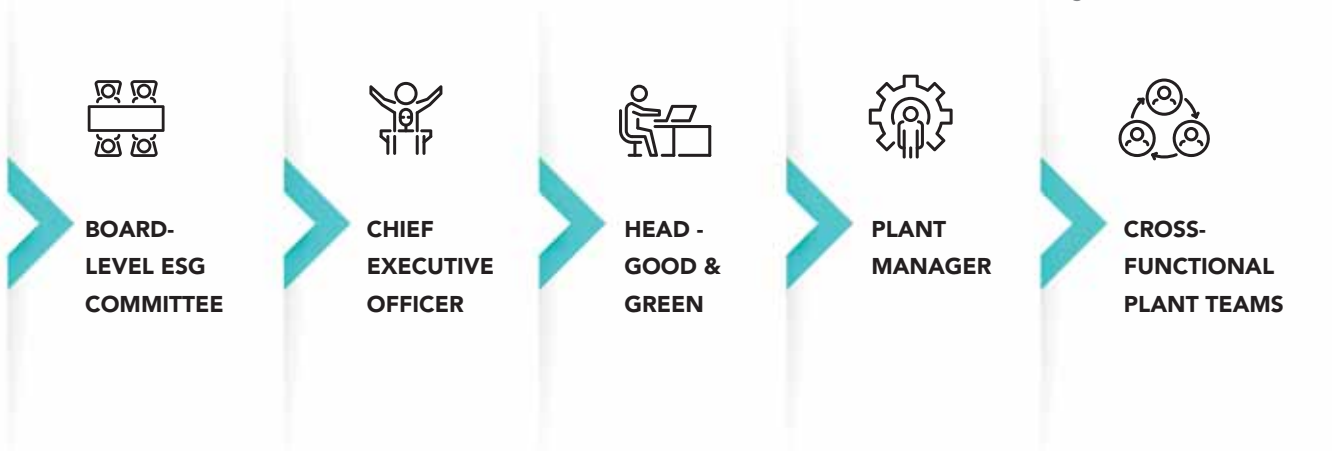 BOARD-
LEVEL ESG
COMMITTEE
CHIEF
EXECUTIVE
OFFICER
HEAD -
GOOD &
GREEN
PLANT
MANAGER
CROSS-
FUNCTIONAL
PLANT TEAMS